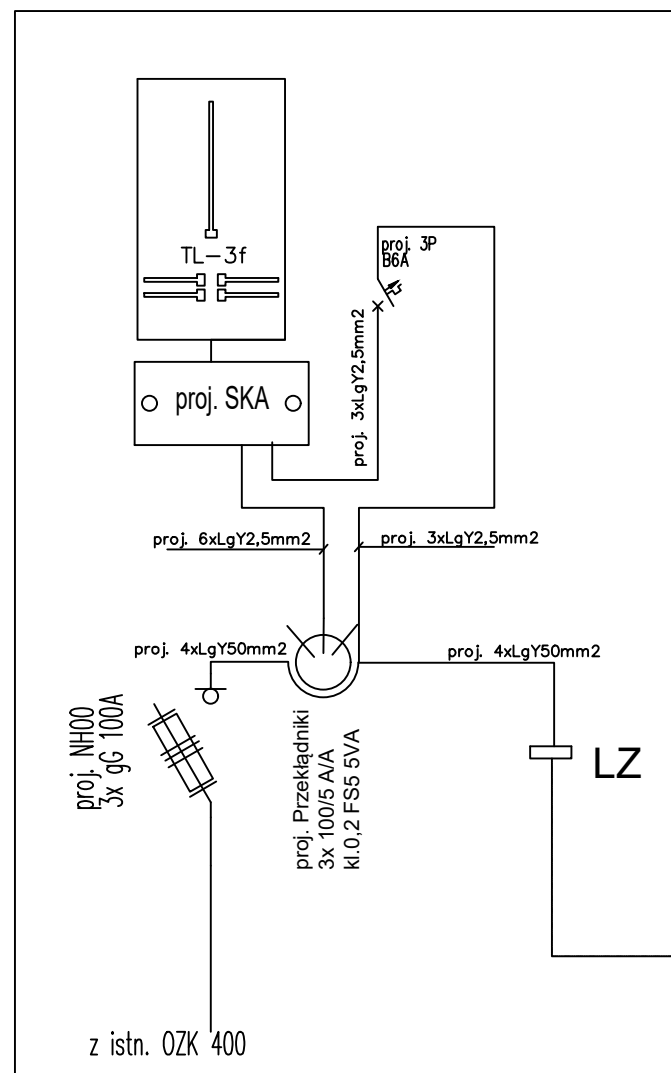 TL-3f
proj. SKA
proj. 3P
B6A
proj. 3xLgY2,5mm2
proj. 6xLgY2,5mm2
proj. 3xLgY2,5mm2
proj. 4xLgY50mm2
proj. 4xLgY50mm2
proj. NH00
3x gG 100A
proj. Przekłądniki
3x 100/5 A/A
kl.0,2 FS5 5VA
LZ
z istn. OZK 400